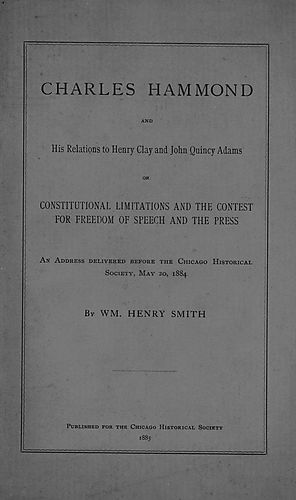 CHARLES HAMMOND
AND
His Relations to Henry Clay and John Quincy Adams
OR
CONSTITUTIONAL LIMITATIONS AND THE CONTEST
FOR FREEDOM OF SPEECH AND THE PRESS
An Address delivered before the Chicago Historical
Society, May 20, 1884
By WM. HENRY SMITH
Published for the Chicago Historical Society
1885